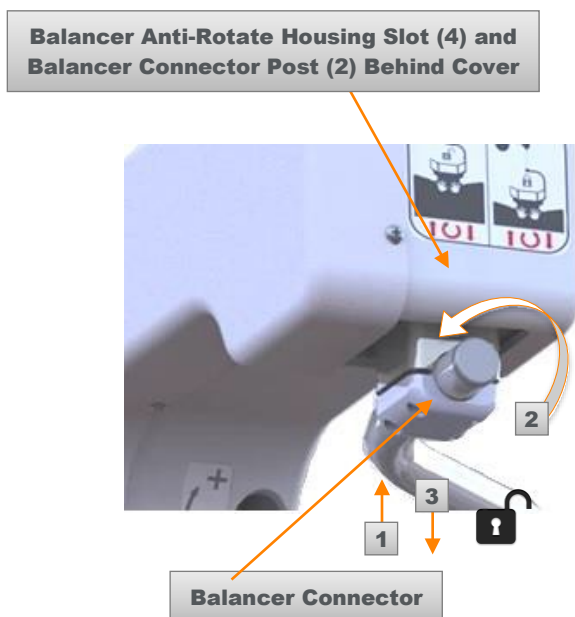 Balancer Anti-Rotate Housing Slot (4) and
Balancer Connector Post (2) Behind Cover
2
3
1
Balancer Connector